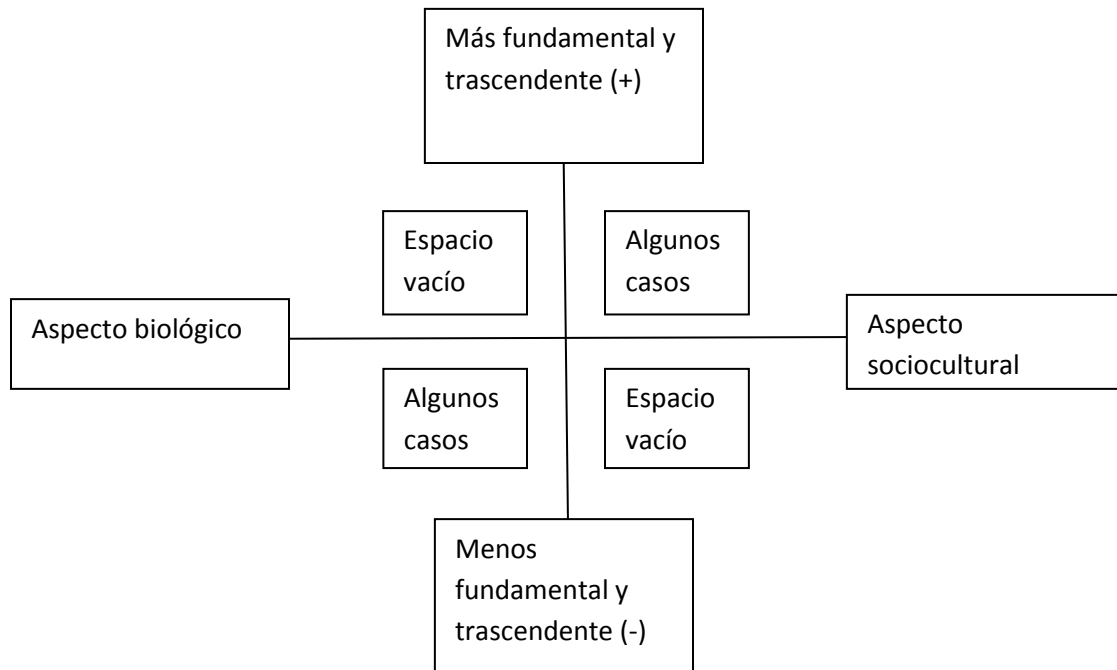 Más fundamental y
trascendente (+)
Espacio
vacío
Algunos
casos
Aspecto biológico
Aspecto
sociocultural
Algunos
casos
Espacio
vacío
Menos
fundamental y
trascendente (-)